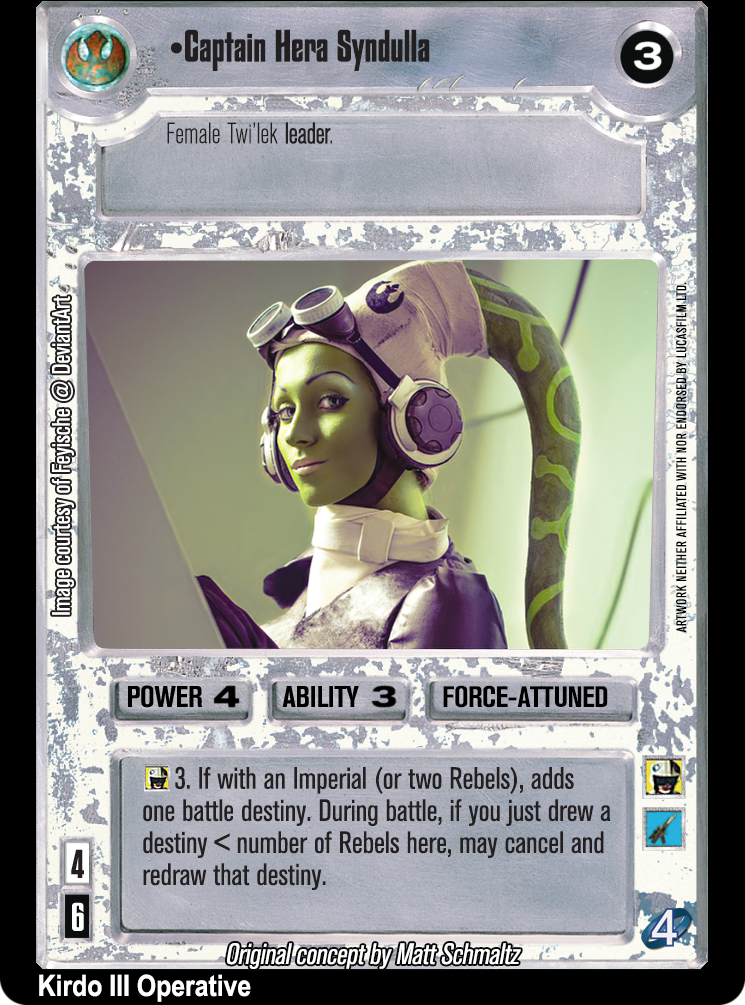 •Captain Hera Syndulla
3
Female Twi'lek leader.
Image courtesy of Feyische @ DeviantArt
ARTWORK NEITHER AFFILIATED WITH NOR ENDORSED BY LUCASFILM LTD.
POWER 4
ABILITY 3
FORCE-ATTUNED
3. If with an Imperial (or two Rebels), adds
one battle destiny. During battle, if you just drew a
destiny < number of Rebels here, may cancel and
redraw that destiny.
4
6
4
Original concept by Matt Schmaltz
Kirdo III Operative